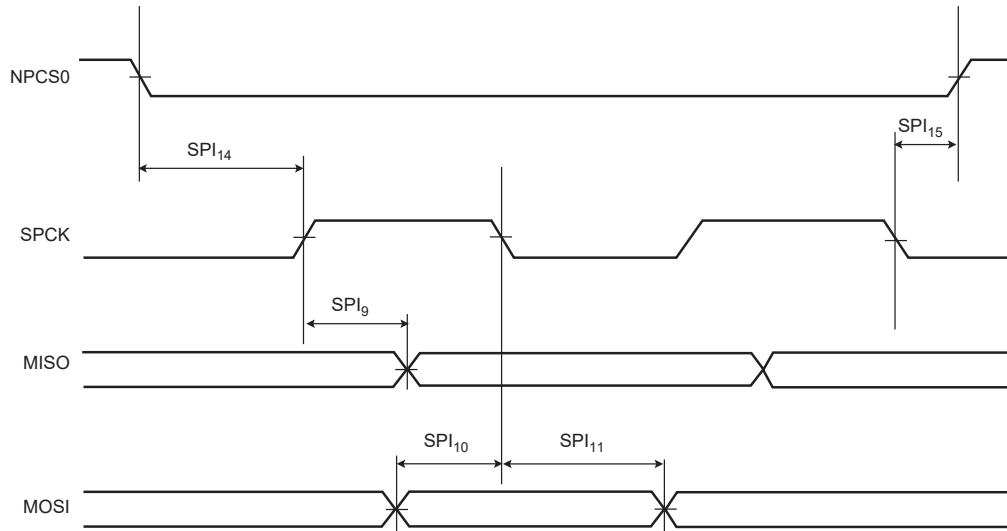 NPCS0
SPI₁₅
SPI₁₄
SPCK
SPI₉
MISO
SPI₁₀
SPI₁₁
MOSI